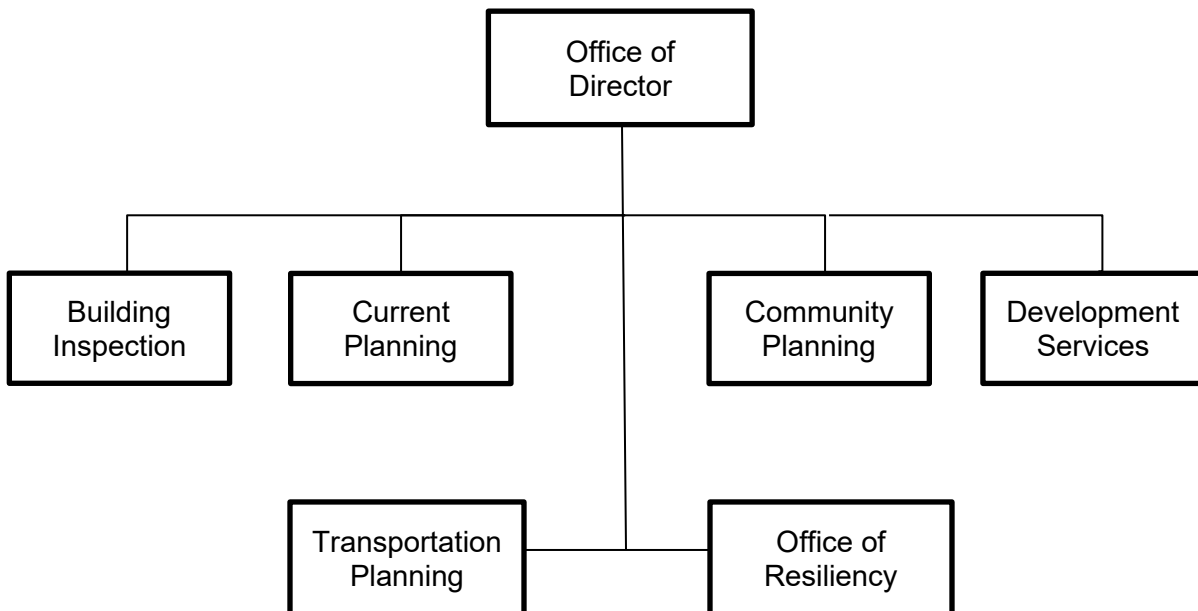 Office of
Director
Building
Inspection
Current
Planning
Community
Planning
Development
Services
Transportation
Planning
Office of
Resiliency